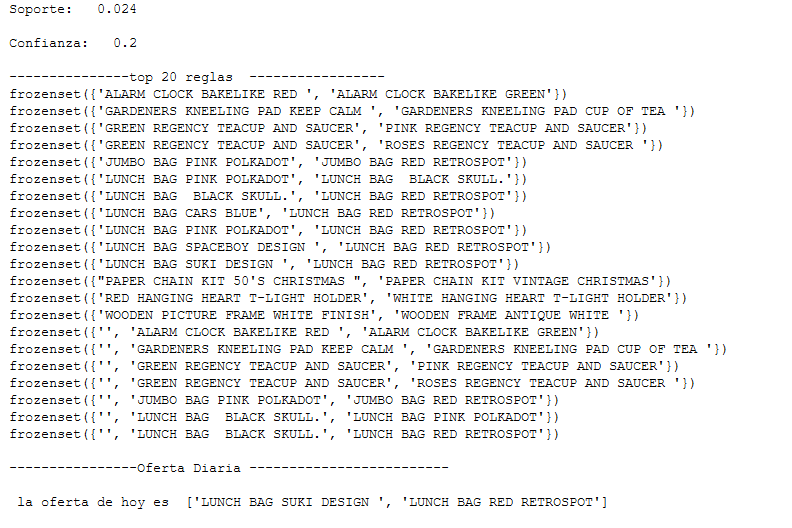 Soporte:   0.024
Confianza:   0.2
---------------top 20 reglas  -----------------
frozenset({'ALARM CLOCK BAKELIKE RED ', 'ALARM CLOCK BAKELIKE GREEN'})
frozenset({'GARDENERS KNEELING PAD KEEP CALM ', 'GARDENERS KNEELING PAD CUP OF TEA '})
frozenset({'GREEN REGENCY TEACUP AND SAUCER', 'PINK REGENCY TEACUP AND SAUCER'})
frozenset({'GREEN REGENCY TEACUP AND SAUCER', 'ROSES REGENCY TEACUP AND SAUCER '})
frozenset({'JUMBO BAG PINK POLKADOT', 'JUMBO BAG RED RETROSPOT'})
frozenset({'LUNCH BAG PINK POLKADOT', 'LUNCH BAG  BLACK SKULL.'})
frozenset({'LUNCH BAG  BLACK SKULL.', 'LUNCH BAG RED RETROSPOT'})
frozenset({'LUNCH BAG CARS BLUE', 'LUNCH BAG RED RETROSPOT'})
frozenset({'LUNCH BAG PINK POLKADOT', 'LUNCH BAG RED RETROSPOT'})
frozenset({'LUNCH BAG SPACEBOY DESIGN ', 'LUNCH BAG RED RETROSPOT'})
frozenset({'LUNCH BAG SUKI DESIGN ', 'LUNCH BAG RED RETROSPOT'})
frozenset({"PAPER CHAIN KIT 50'S CHRISTMAS ", 'PAPER CHAIN KIT VINTAGE CHRISTMAS'})
frozenset({'RED HANGING HEART T-LIGHT HOLDER', 'WHITE HANGING HEART T-LIGHT HOLDER'})
frozenset({'WOODEN PICTURE FRAME WHITE FINISH', 'WOODEN FRAME ANTIQUE WHITE '})
frozenset({'', 'ALARM CLOCK BAKELIKE RED ', 'ALARM CLOCK BAKELIKE GREEN'})
frozenset({'', 'GARDENERS KNEELING PAD KEEP CALM ', 'GARDENERS KNEELING PAD CUP OF TEA '})
frozenset({'', 'GREEN REGENCY TEACUP AND SAUCER', 'PINK REGENCY TEACUP AND SAUCER'})
frozenset({'', 'GREEN REGENCY TEACUP AND SAUCER', 'ROSES REGENCY TEACUP AND SAUCER '})
frozenset({'', 'JUMBO BAG PINK POLKADOT', 'JUMBO BAG RED RETROSPOT'})
frozenset({'', 'LUNCH BAG  BLACK SKULL.', 'LUNCH BAG PINK POLKADOT'})
frozenset({'', 'LUNCH BAG  BLACK SKULL.', 'LUNCH BAG RED RETROSPOT'})
----------------Oferta Diaria -------------------------
 la oferta de hoy es  ['LUNCH BAG SUKI DESIGN ', 'LUNCH BAG RED RETROSPOT']